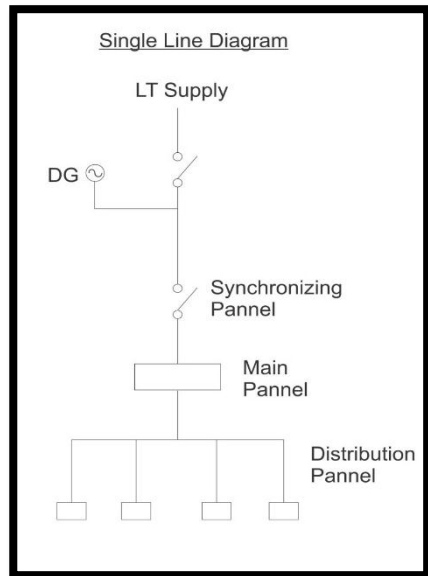 Single Line Diagram
LT Supply
DG
Synchronizing
Pannel
Main
Pannel
Distribution
Pannel